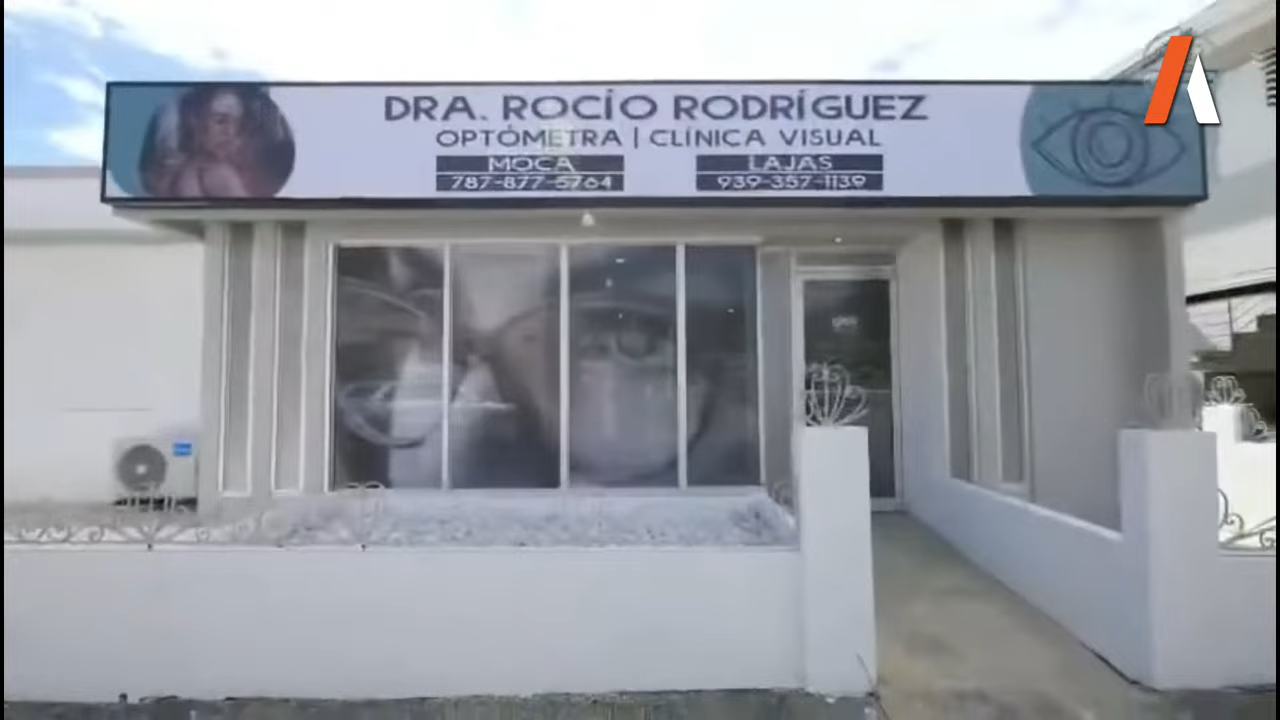 DRA. ROCÍO RODRÍGUEZ
OPTÓMETRA | CLÍNICA VISUAL
MOCA LAJAS
787-877-5764 939-357-1139